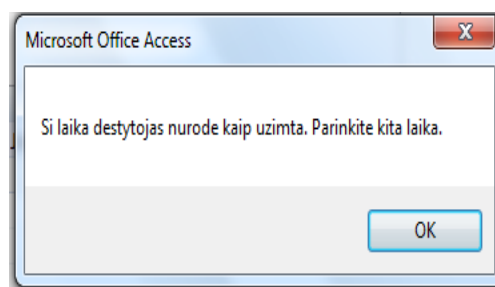 Microsoft Office Access
Si laika destytojas nurode kaip uzimta. Parinkite kita laika.
OK